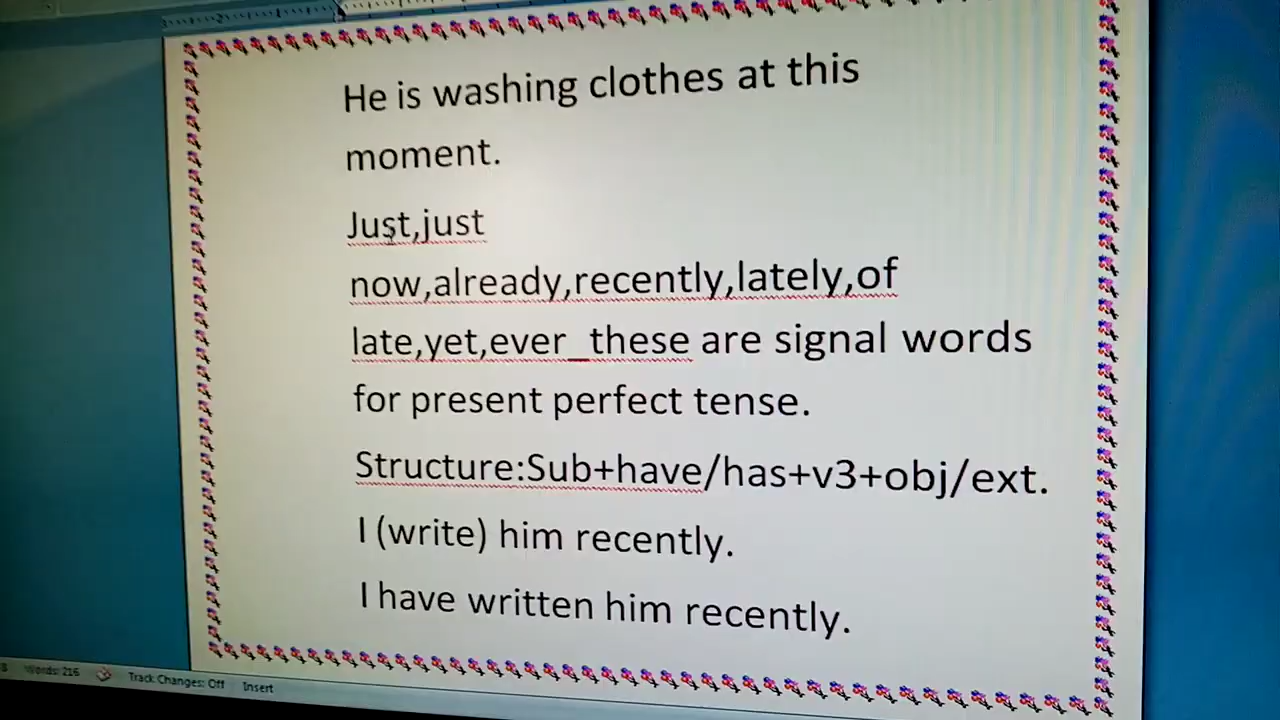 He is washing clothes at this
moment.
Just,just
now,already,recently,lately,of
late,yet,ever_these are signal words
for present perfect tense.
Structure:Sub+have/has+v3+obj/ext.
I (write) him recently.
I have written him recently.
Words: 216 Track Changes: Off Insert